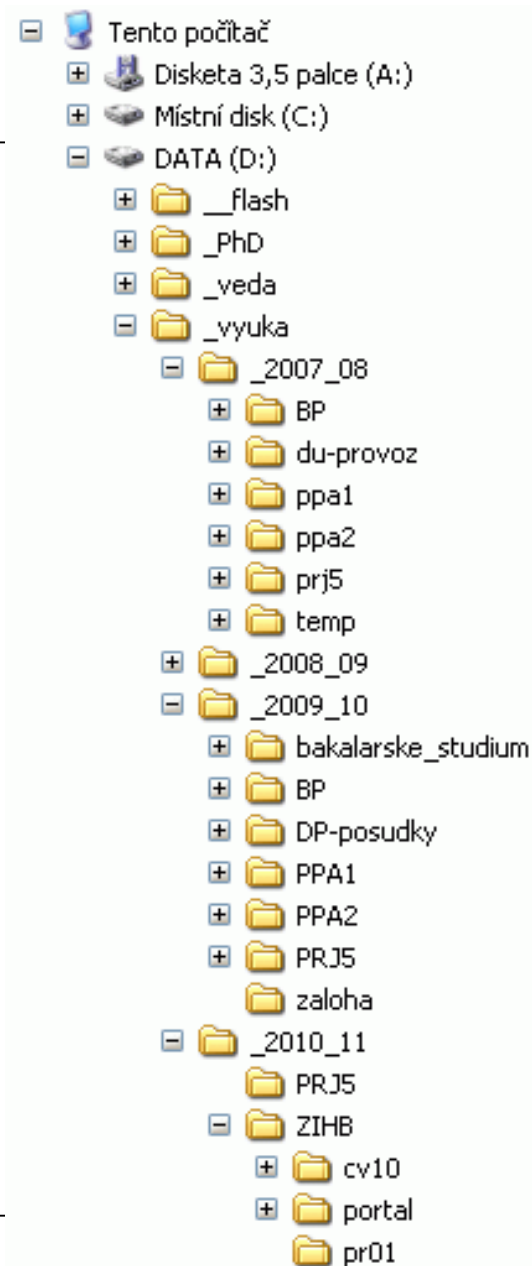 Tento počítač
Disketa 3,5 palce (A:)
Místní disk (C:)
DATA (D:)
__flash
_PhD
_veda
_vyuka
_2007_08
BP
du-provoz
ppa1
ppa2
prj5
temp
_2008_09
_2009_10
bakalarske_studium
BP
DP-posudky
PPA1
PPA2
PRJ5
zaloha
_2010_11
PRJ5
ZIHB
cv10
portal
pr01